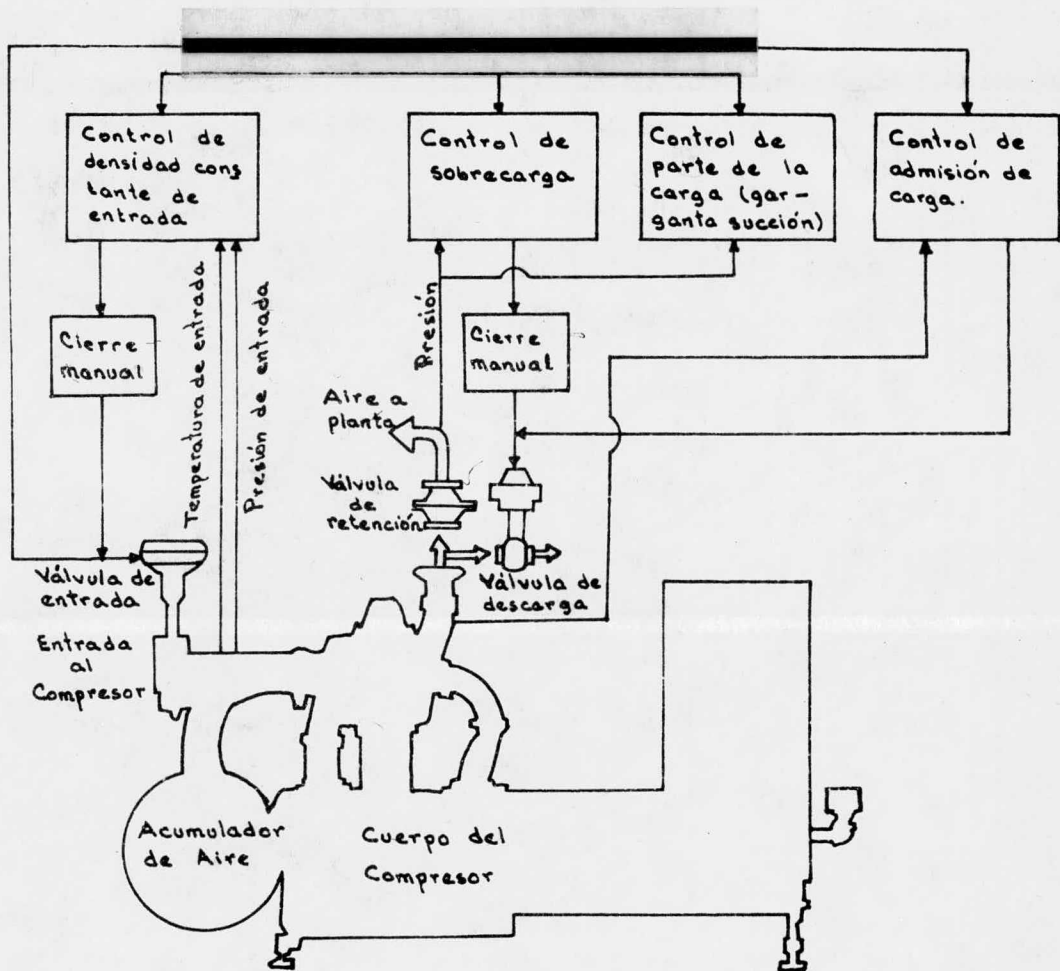 Control de
densidad cons
tante de
entrada
Control de
sobrecarga
Control de
parte de la
carga (gar-
ganta succión)
Control de
admisión de
carga.
Cierre
manual
Temperatura de entrada
Presión de entrada
Presión
Cierre
manual
Aire a
planta
Válvula
de
retención
Válvula de
entrada
Válvula de
descarga
Entrada
al
Compresor
Acumulador
de Aire
Cuerpo del
Compresor